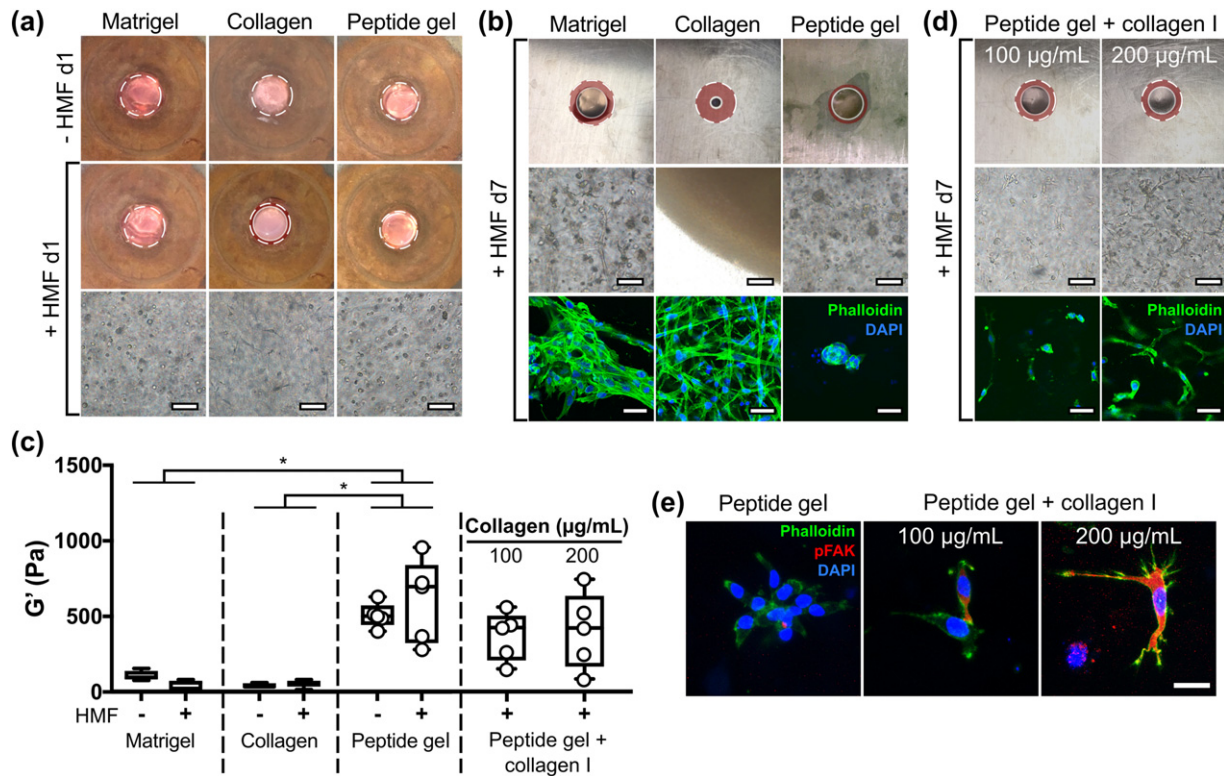 (a)
Matrigel Collagen Peptide gel
- HMF d1
+ HMF d1
(b)
Matrigel Collagen Peptide gel
+ HMF d7
Phalloidin
DAPI
(d)
Peptide gel + collagen I
100 µg/mL 200 µg/mL
+ HMF d7
Phalloidin Phalloidin
DAPI DAPI
(c)
G' (Pa)
1500
1000
500
0
*
*
Collagen (µg/mL)
100 200
HMF - + - + - + + +
Matrigel Collagen Peptide gel Peptide gel +
collagen I
(e)
Peptide gel Peptide gel + collagen I
Phalloidin
pFAK
DAPI
100 µg/mL 200 µg/mL